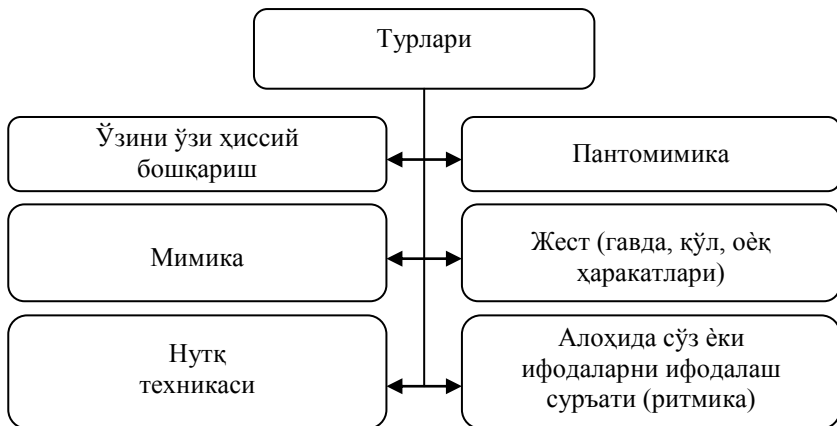 Турлари
Ўзини ўзи ҳиссий
бошқариш
Пантомимика
Мимика
Жест (гавда, қўл, оѐқ
ҳаракатлари)
Нутқ
техникаси
Алоҳида сўз ѐки
ифодаларни ифодалаш
суръати (ритмика)